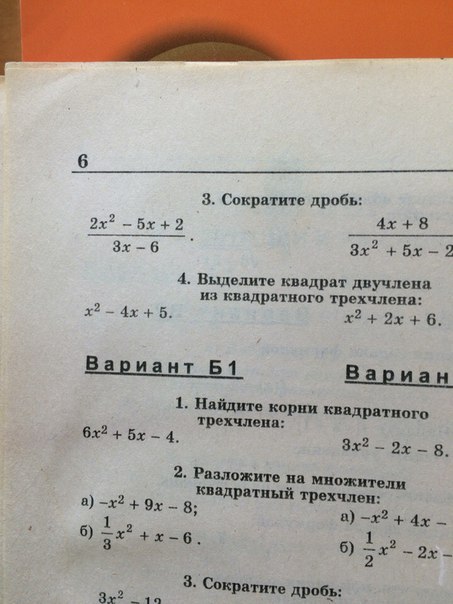 6
3. Сократите дробь:
(2x² – 5x + 2)/(3x – 6).
(4x + 8)/(3x² + 5x – 2
4. Выделите квадрат двучлена
из квадратного трехчлена:
x² – 4x + 5.
x² + 2x + 6.
Вариант Б1
Вариан
1. Найдите корни квадратного
трехчлена:
6x² + 5x – 4.
3x² – 2x – 8.
2. Разложите на множители
квадратный трехчлен:
а) –x² + 9x – 8;
а) –x² + 4x –
б) 1/3 x² + x – 6.
б) 1/2 x² – 2x –
3. Сократите дробь:
3x² – 12